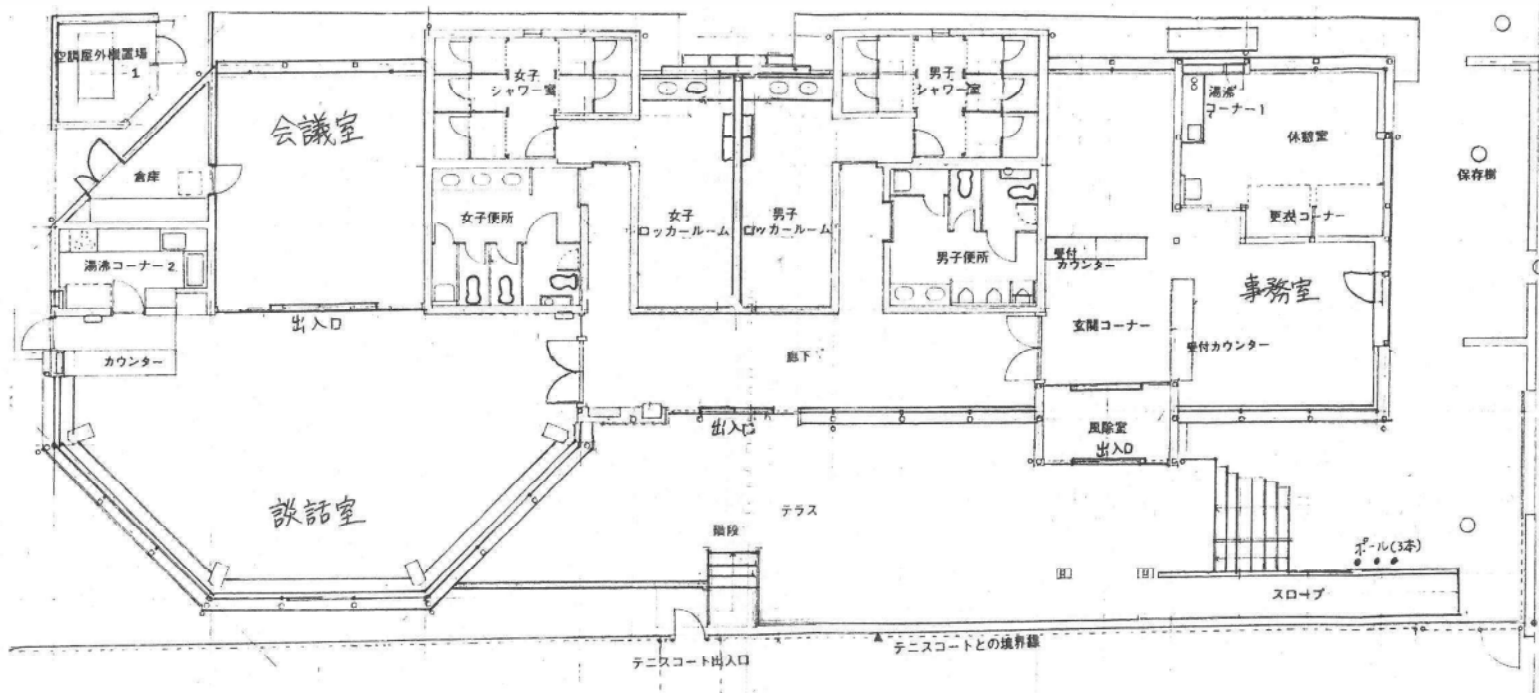 空調屋外機置場
1
会議室
女子
シャワー室
男子
シャワー室
湯沸
コーナー1
休憩室
保存樹
倉庫
女子便所
女子
ロッカールーム
男子
ロッカールーム
男子便所
更衣コーナー
湯沸コーナー2
受付
カウンター
事務室
出入口
玄関コーナー
カウンター
廊下
受付カウンター
出入口
風除室
出入口
談話室
テラス
階段
ポール(3本)
スロープ
テニスコート出入口
テニスコートとの境界線